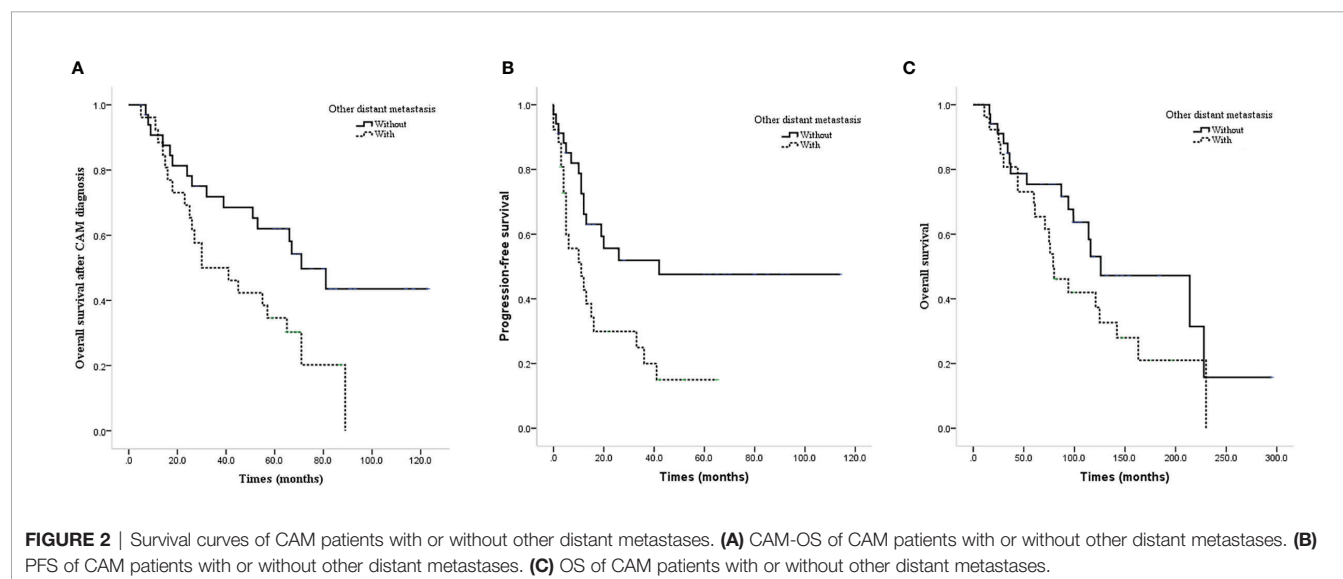 A
Overall survival after CAM diagnosis
1.0
0.8
0.6
0.4
0.2
0.0
Other distant metastasis
Without
With
.0 20.0 40.0 60.0 80.0 100.0 120.0
Times (months)
B
Progression-free survival
1.0
0.8
0.6
0.4
0.2
0.0
Other distant metastasis
Without
With
.0 20.0 40.0 60.0 80.0 100.0 120.0
Times (months)
C
Overall survival
1.0
0.8
0.6
0.4
0.2
0.0
Other distant metastasis
Without
With
.0 50.0 100.0 150.0 200.0 250.0 300.0
Times (months)
FIGURE 2 | Survival curves of CAM patients with or without other distant metastases. (A) CAM-OS of CAM patients with or without other distant metastases. (B)
PFS of CAM patients with or without other distant metastases. (C) OS of CAM patients with or without other distant metastases.